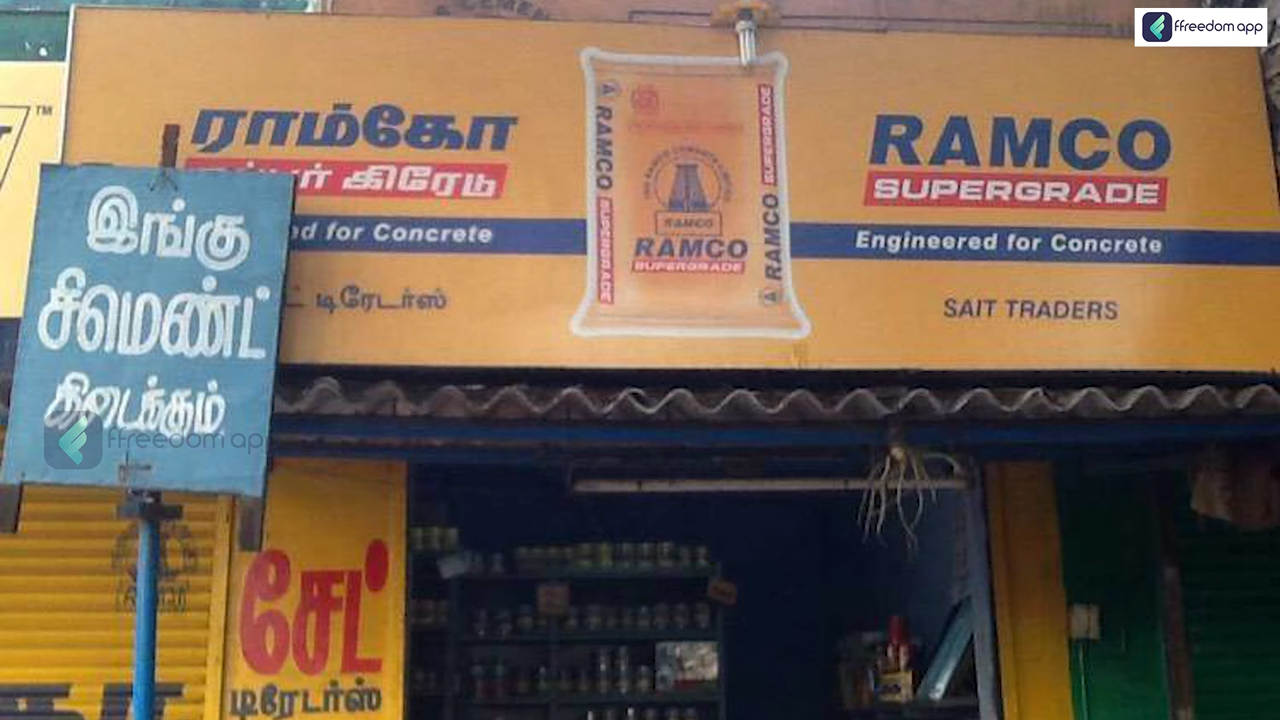 ffreedom app
ராம்கோ
கிரேடு
ed for Concrete
டிரேடர்ஸ்
RAMCO SUPERGRADE
RAMCO
RAMCO
SUPERGRADE
RAMCO SUPERGRADE
RAMCO
SUPERGRADE
Engineered for Concrete
SAIT TRADERS
இங்கு
சீமெண்ட்
கிடைக்கும்
ffreedom app
சேட்
டிரேடர்ஸ்